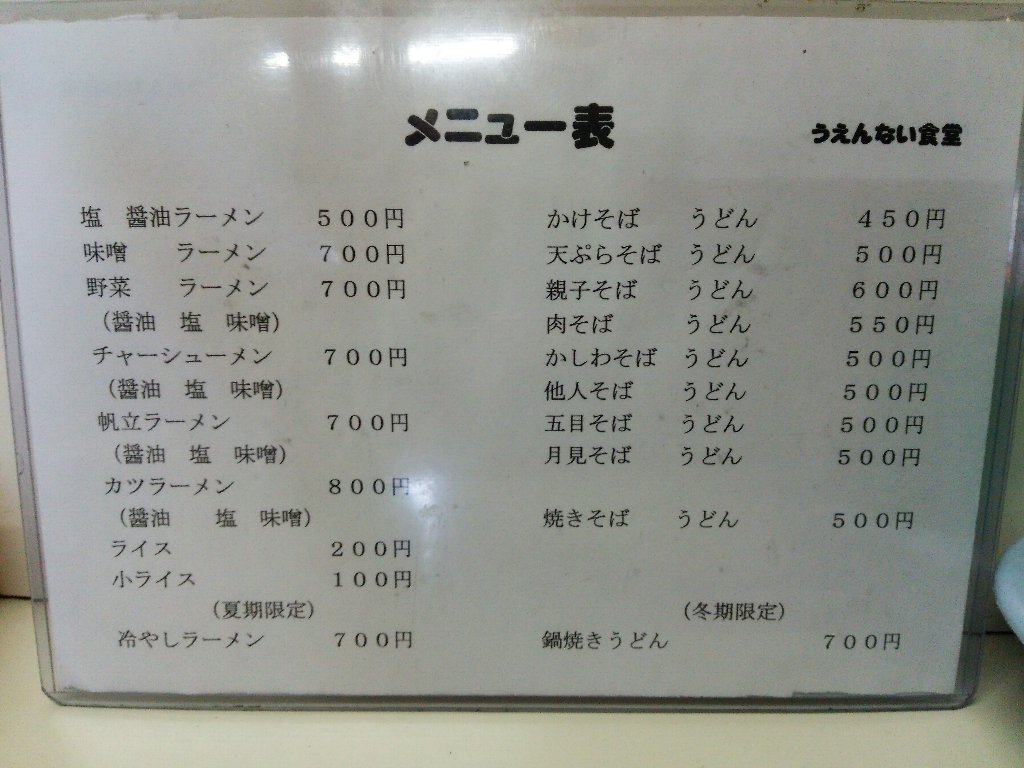 メニュー表
うえんない食堂
塩　醤油ラーメン　５００円
味噌　ラーメン　７００円
野菜　ラーメン　７００円
（醤油　塩　味噌）
チャーシューメン　７００円
（醤油　塩　味噌）
帆立ラーメン　７００円
（醤油　塩　味噌）
カツラーメン　８００円
（醤油　塩　味噌）
ライス　２００円
小ライス　１００円
（夏期限定）
冷やしラーメン　７００円
かけそば　うどん　４５０円
天ぷらそば　うどん　５００円
親子そば　うどん　６００円
肉そば　うどん　５５０円
かしわそば　うどん　５００円
他人そば　うどん　５００円
五目そば　うどん　５００円
月見そば　うどん　５００円
焼きそば　うどん　５００円
（冬期限定）
鍋焼きうどん　７００円